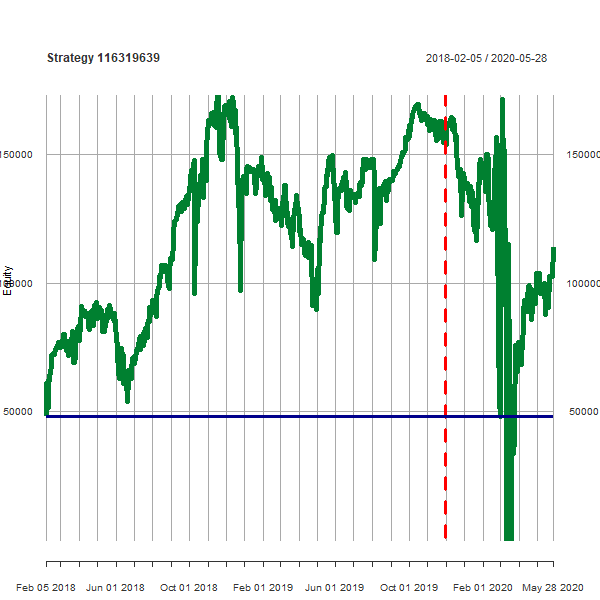 Strategy 116319639 2018-02-05 / 2020-05-28
150000 150000
Equity
100000 100000
50000 50000
Feb 05 2018 Jun 01 2018 Oct 01 2018 Feb 01 2019 Jun 01 2019 Oct 01 2019 Feb 01 2020 May 28 2020